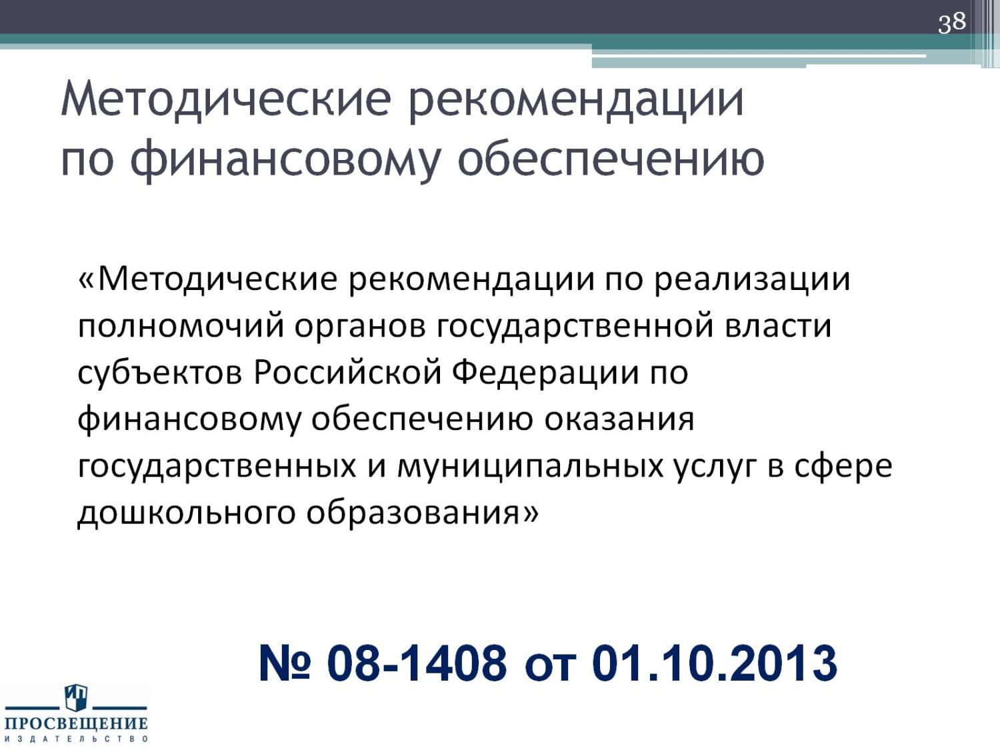 38
Методические рекомендации
по финансовому обеспечению
«Методические рекомендации по реализации
полномочий органов государственной власти
субъектов Российской Федерации по
финансовому обеспечению оказания
государственных и муниципальных услуг в сфере
дошкольного образования»
№ 08-1408 от 01.10.2013
ИП
ПРОСВЕЩЕНИЕ
ИЗДАТЕЛЬСТВО